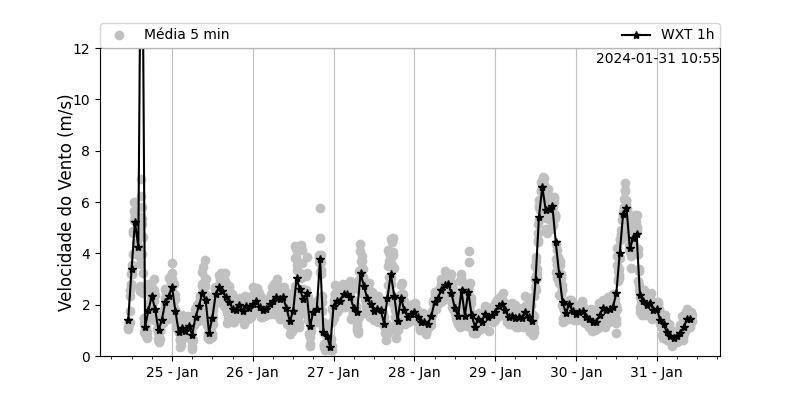 Média 5 min
WXT 1h
2024-01-31 10:55
Velocidade do Vento (m/s)
12
10
8
6
4
2
0
25 - Jan
26 - Jan
27 - Jan
28 - Jan
29 - Jan
30 - Jan
31 - Jan